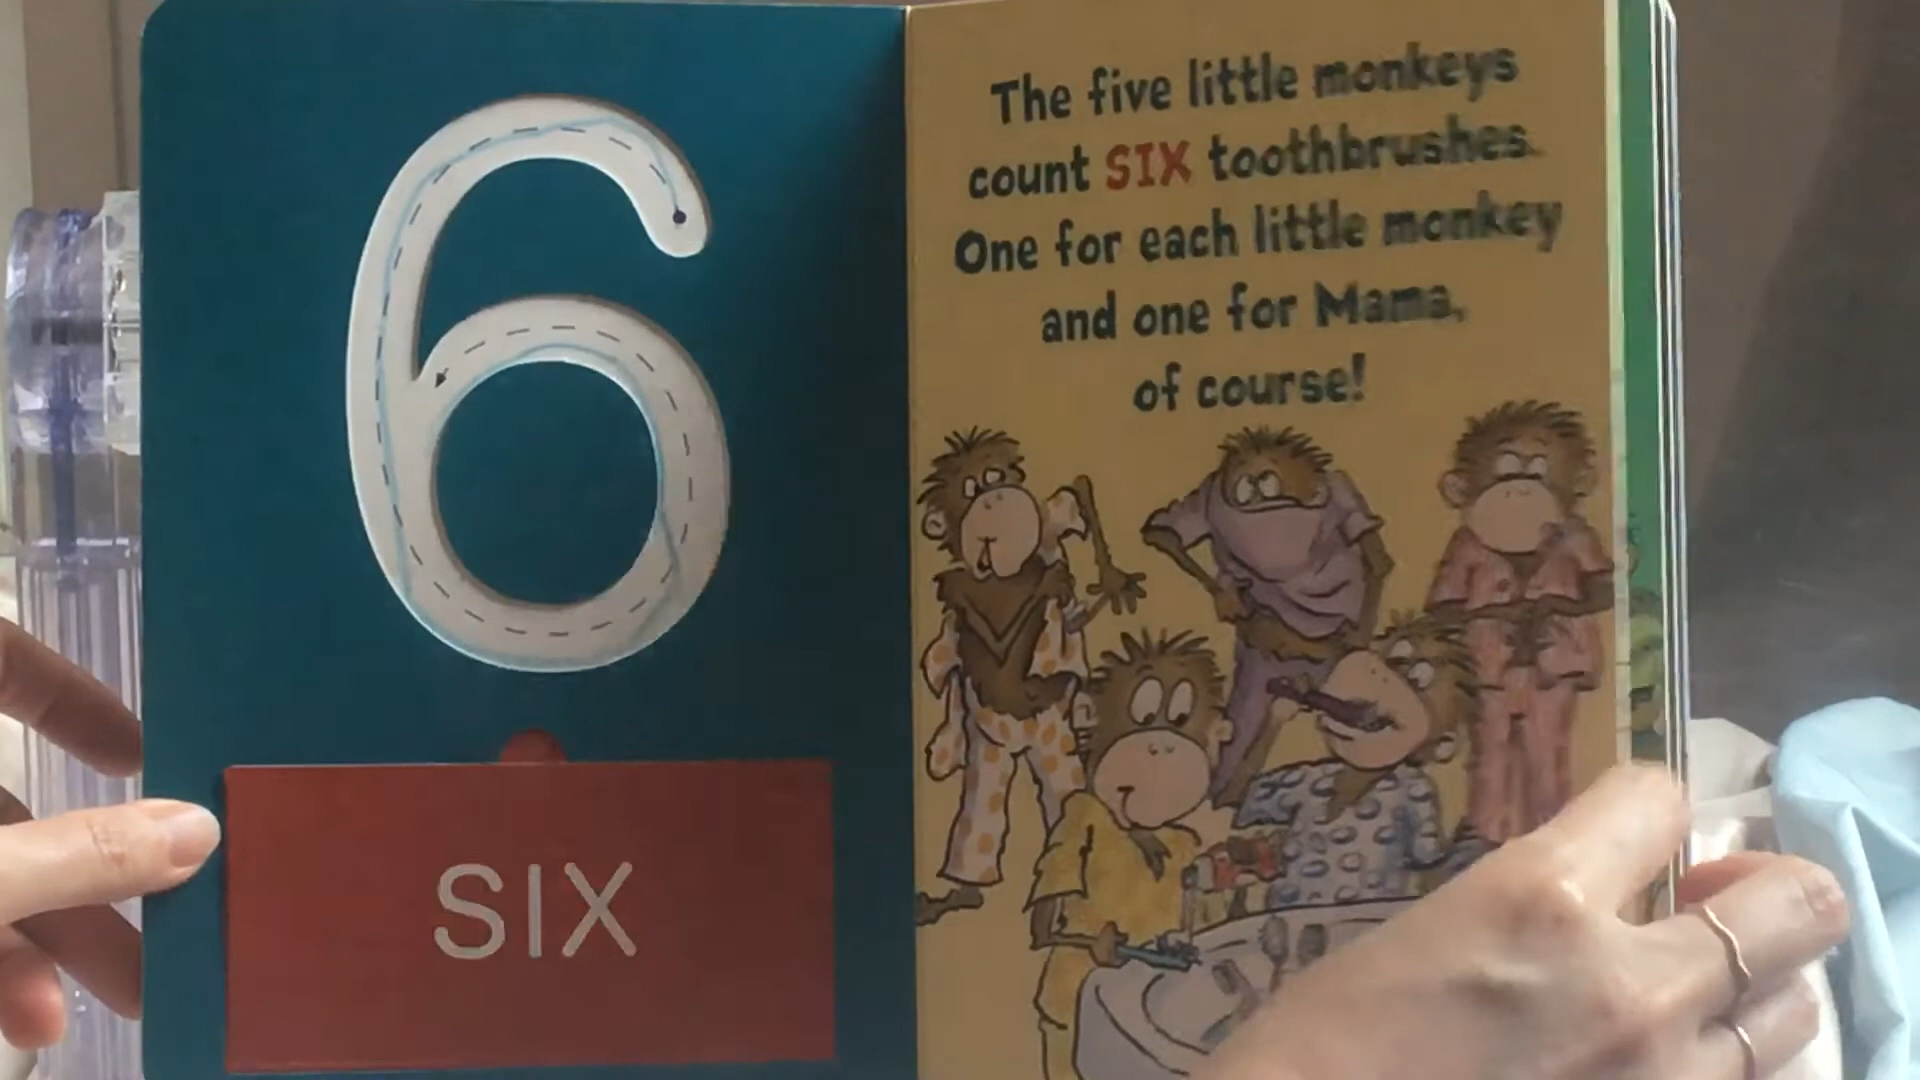 6
SIX
The five little monkeys
count SIX toothbrushes.
One for each little monkey
and one for Mama,
of course!